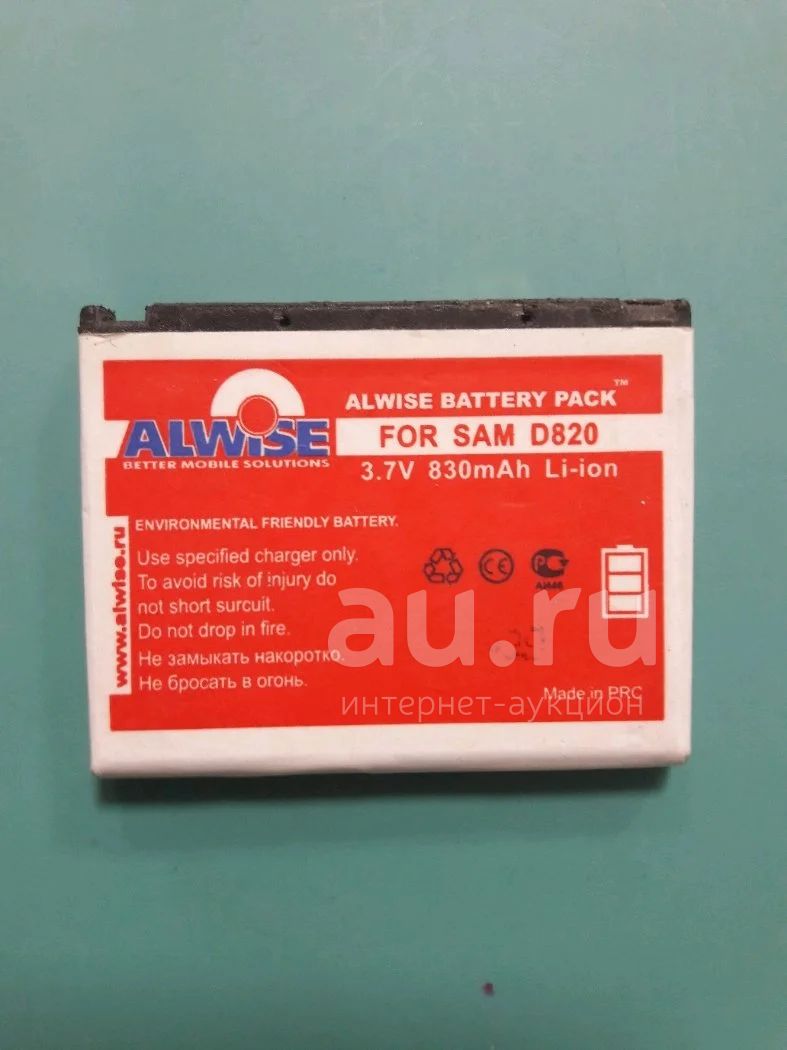 ALWISE
BETTER MOBILE SOLUTIONS
ALWISE BATTERY PACK™
FOR SAM D820
3.7V 830mAh Li-ion
ENVIRONMENTAL FRIENDLY BATTERY.
www.alwise.ru
Use specified charger only.
To avoid risk of injury do
not short surcuit.
Do not drop in fire.
Не замыкать накоротко.
Не бросать в огонь.
CE
Made in PRC
au.ru
интернет-аукцион